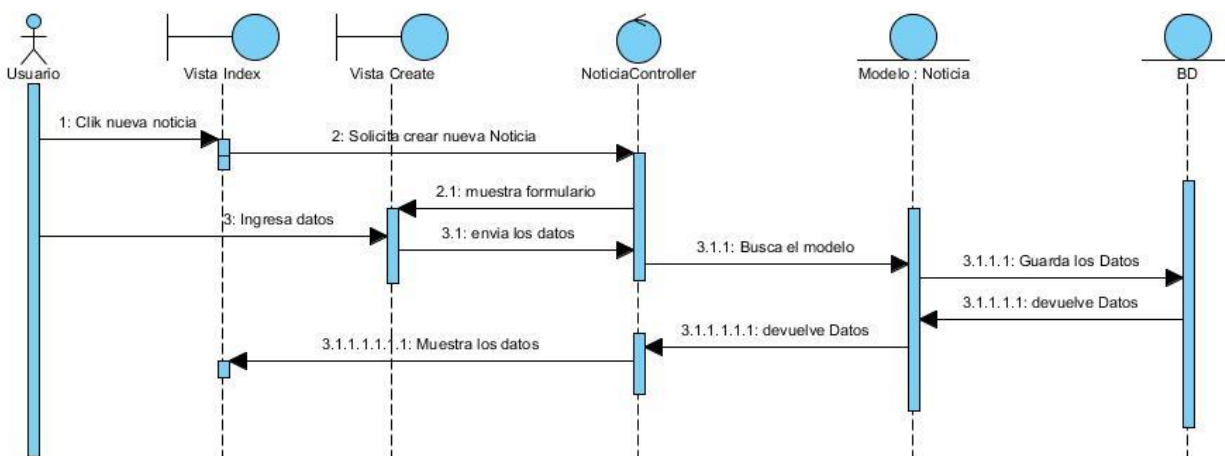 Usuario
Vista Index
Vista Create
NoticiaController
Modelo : Noticia
BD
1: Clik nueva noticia
2: Solicita crear nueva Noticia
2.1: muestra formulario
3: Ingresa datos
3.1: envia los datos
3.1.1: Busca el modelo
3.1.1.1: Guarda los Datos
3.1.1.1.1: devuelve Datos
3.1.1.1.1.1: devuelve Datos
3.1.1.1.1.1.1: Muestra los datos